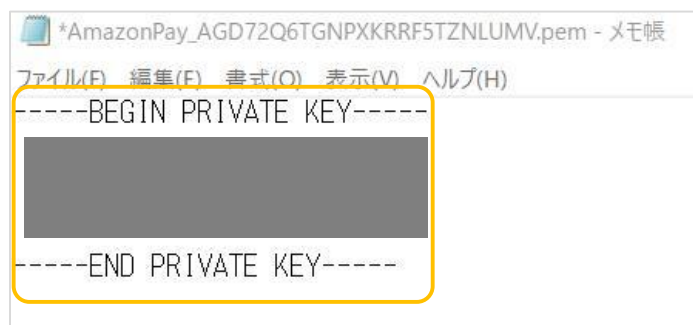 *AmazonPay_AGD72Q6TGNPXKRRF5TZNLUMV.pem - メモ帳
ファイル(F) 編集(E) 書式(O) 表示(V) ヘルプ(H)
-----BEGIN PRIVATE KEY-----
-----END PRIVATE KEY-----